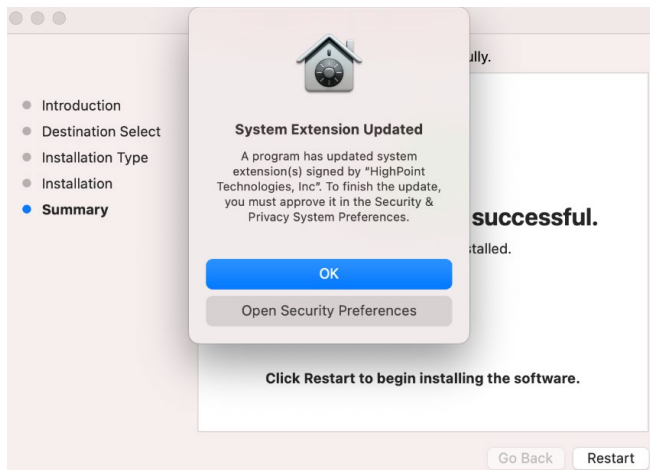 ully.
Introduction
Destination Select
Installation Type
Installation
Summary
System Extension Updated
A program has updated system
extension(s) signed by "HighPoint
Technologies, Inc". To finish the update,
you must approve it in the Security &
Privacy System Preferences.
OK
Open Security Preferences
successful.
stalled.
Click Restart to begin installing the software.
Go Back
Restart